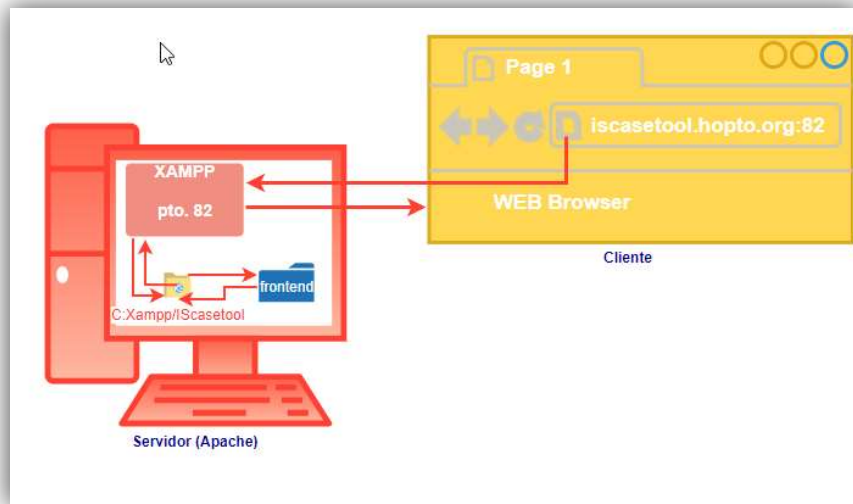 Page 1
iscasetool.hopto.org:82
WEB Browser
Cliente
XAMPP
pto. 82
frontend
C:Xampp/IScasetool
Servidor (Apache)